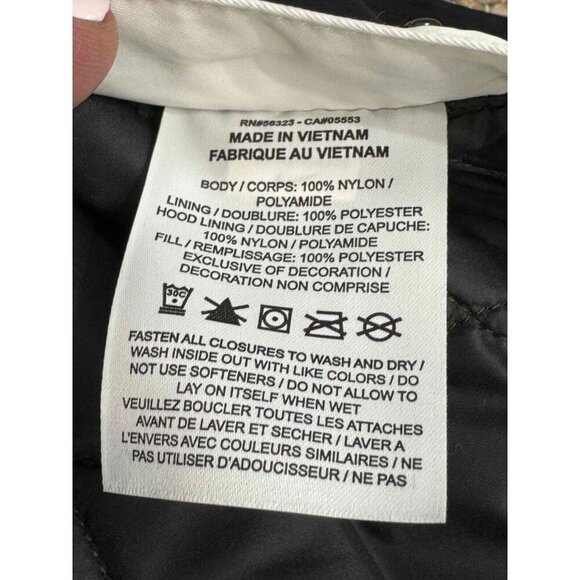 RN#56323 - CA#05553
MADE IN VIETNAM
FABRIQUE AU VIETNAM
BODY / CORPS: 100% NYLON /
POLYAMIDE
LINING / DOUBLURE: 100% POLYESTER
HOOD LINING / DOUBLURE DE CAPUCHE:
100% NYLON / POLYAMIDE
FILL / REMPLISSAGE: 100% POLYESTER
EXCLUSIVE OF DECORATION /
DECORATION NON COMPRISE
30C
FASTEN ALL CLOSURES TO WASH AND DRY /
WASH INSIDE OUT WITH LIKE COLORS / DO
NOT USE SOFTENERS / DO NOT ALLOW TO
LAY ON ITSELF WHEN WET
VEUILLEZ BOUCLER TOUTES LES ATTACHES
AVANT DE LAVER ET SECHER / LAVER A
L'ENVERS AVEC COULEURS SIMILAIRES / NE
PAS UTILISER D'ADOUCISSEUR / NE PAS